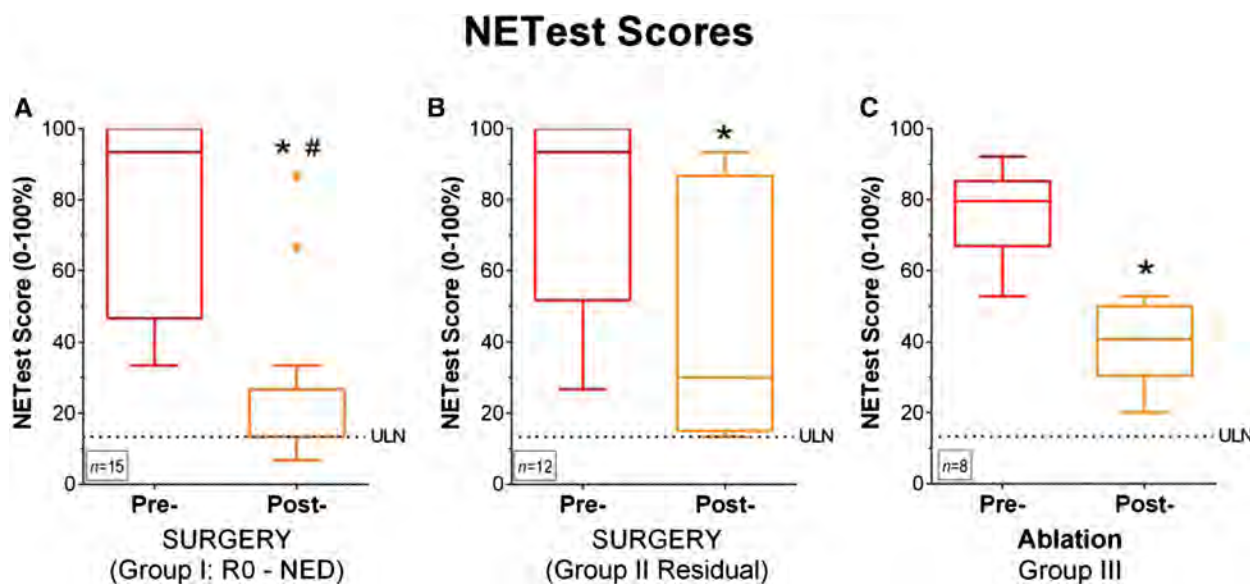 NETest Scores
A
NETest Score (0-100%)
100
80
60
40
20
0
* #
ULN
n=15
Pre-
Post-
SURGERY
(Group I: R0 - NED)
B
NETest Score (0-100%)
100
80
60
40
20
0
*
n=12
Pre-
Post-
SURGERY
(Group II Residual)
C
NETest Score (0-100%)
100
80
60
40
20
0
*
ULN
n=8
Pre-
Post-
Ablation
Group III